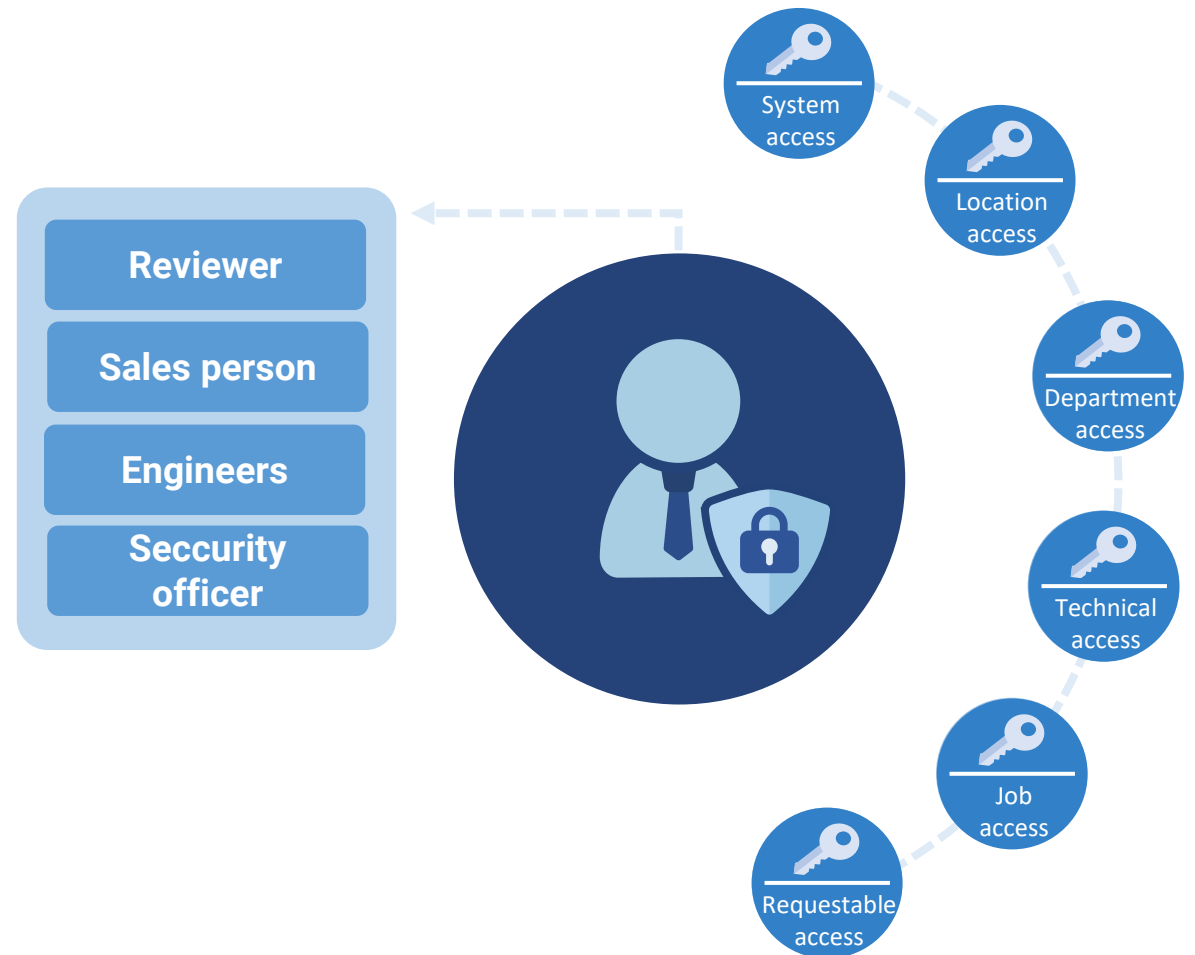 Reviewer
Sales person
Engineers
Seccurity
officer
System
access
Location
access
Department
access
Technical
access
Job
access
Requestable
access